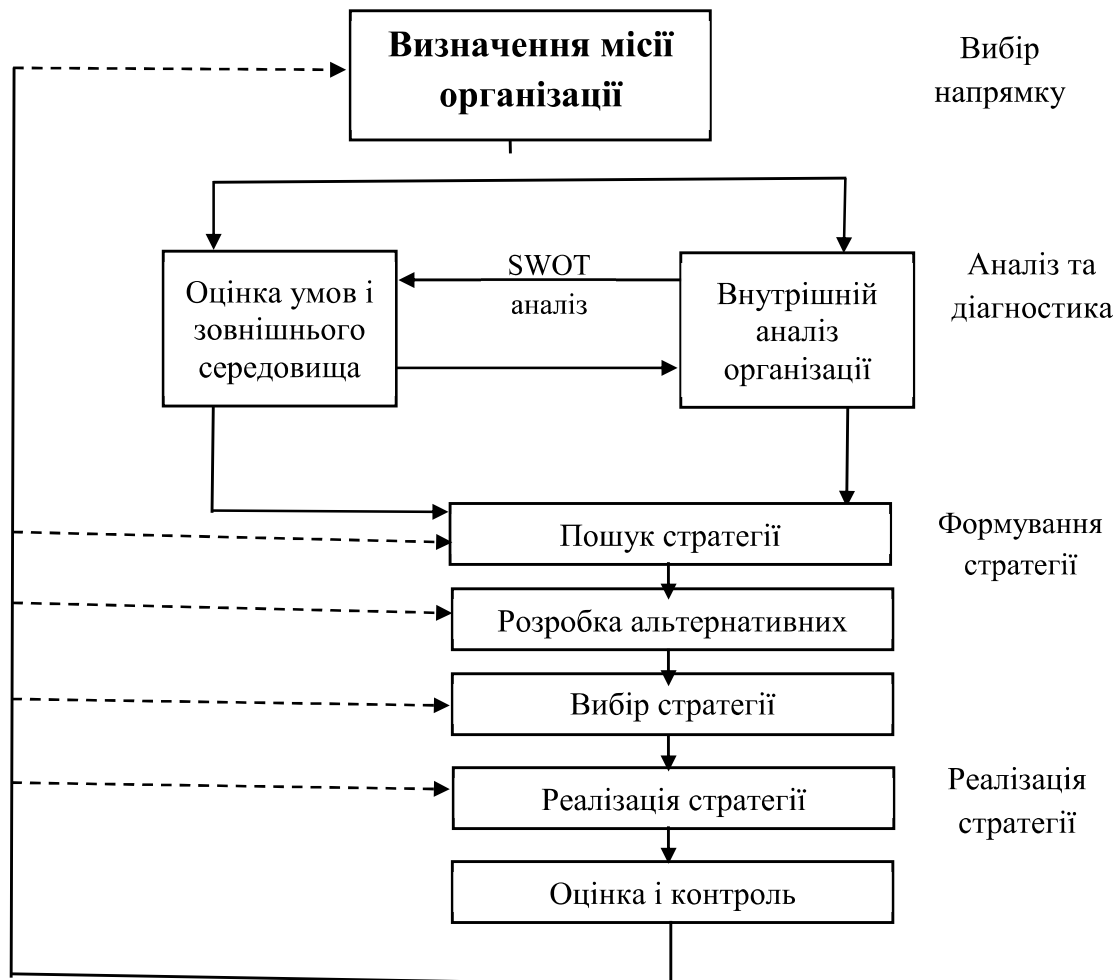 Визначення місії
організації
Вибір
напрямку
Оцінка умов і
зовнішнього
середовища
SWOT
аналіз
Внутрішній
аналіз
організації
Аналіз та
діагностика
Пошук стратегії
Формування
стратегії
Розробка альтернативних
Вибір стратегії
Реалізація стратегії
Реалізація
стратегії
Оцінка і контроль